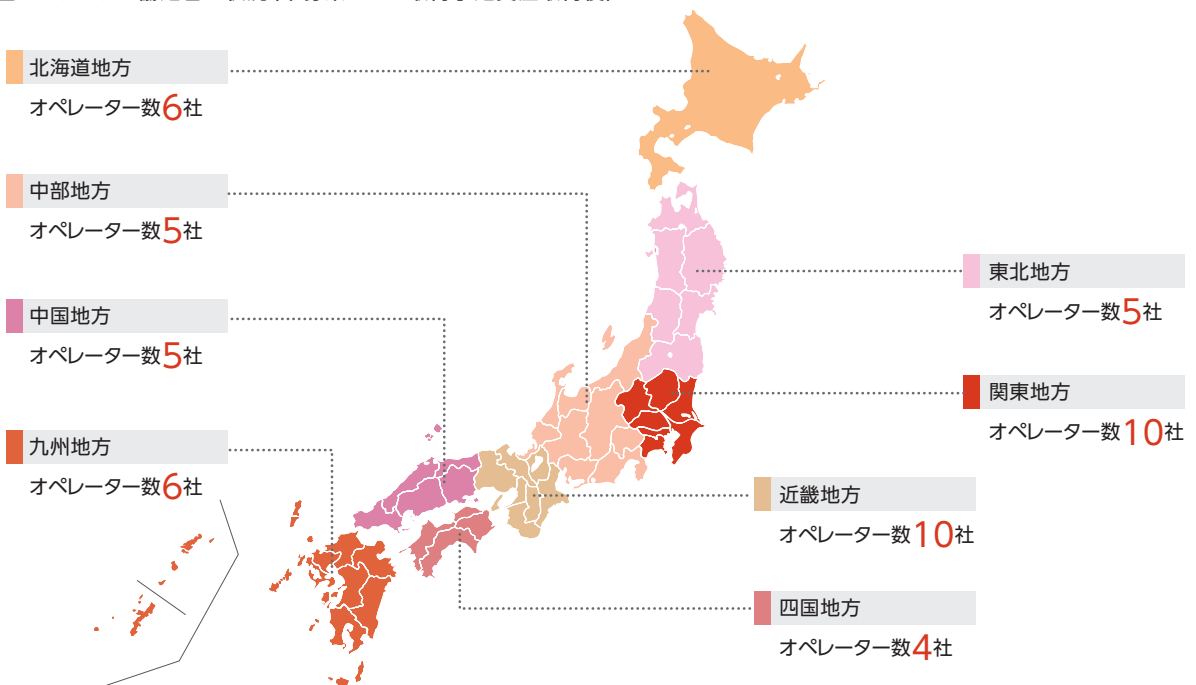 北海道地方
オペレーター数6社
中部地方
オペレーター数5社
中国地方
オペレーター数5社
九州地方
オペレーター数6社
東北地方
オペレーター数5社
関東地方
オペレーター数10社
近畿地方
オペレーター数10社
四国地方
オペレーター数4社